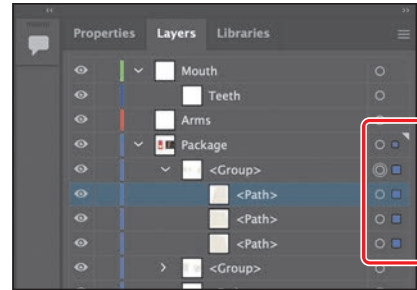 Properties Layers Libraries
Mouth
Teeth
Arms
Package
<Group>
<Path>
<Path>
<Path>
<Group>